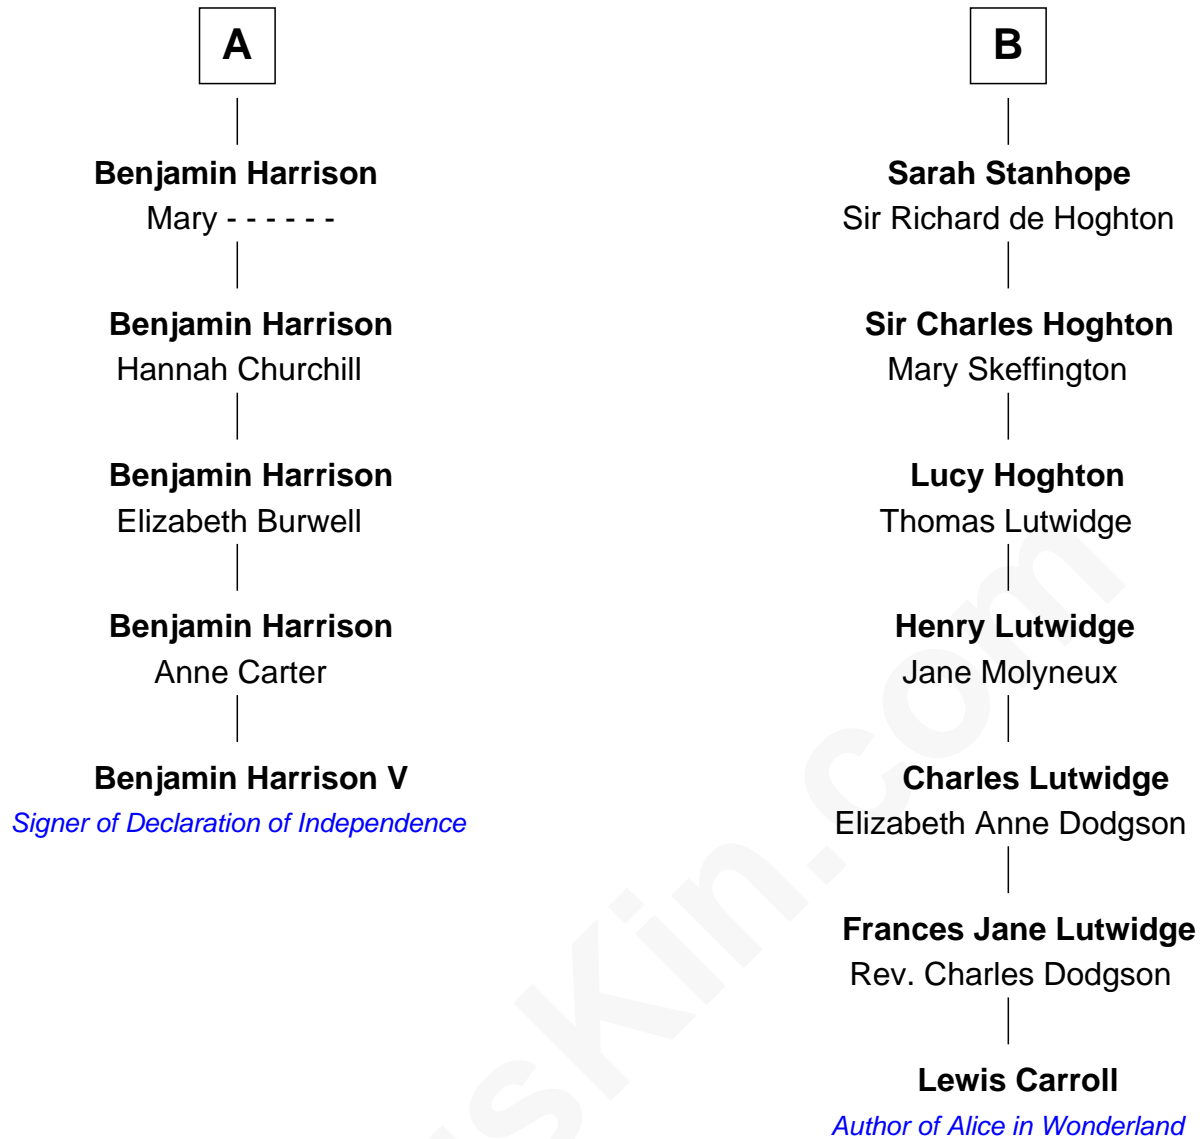 A
Benjamin Harrison
Mary - - - - - -
Benjamin Harrison
Hannah Churchill
Benjamin Harrison
Elizabeth Burwell
Benjamin Harrison
Anne Carter
Benjamin Harrison V
Signer of Declaration of Independence
B
Sarah Stanhope
Sir Richard de Hoghton
Sir Charles Hoghton
Mary Skeffington
Lucy Hoghton
Thomas Lutwidge
Henry Lutwidge
Jane Molyneux
Charles Lutwidge
Elizabeth Anne Dodgson
Frances Jane Lutwidge
Rev. Charles Dodgson
Lewis Carroll
Author of Alice in Wonderland
sKin.com